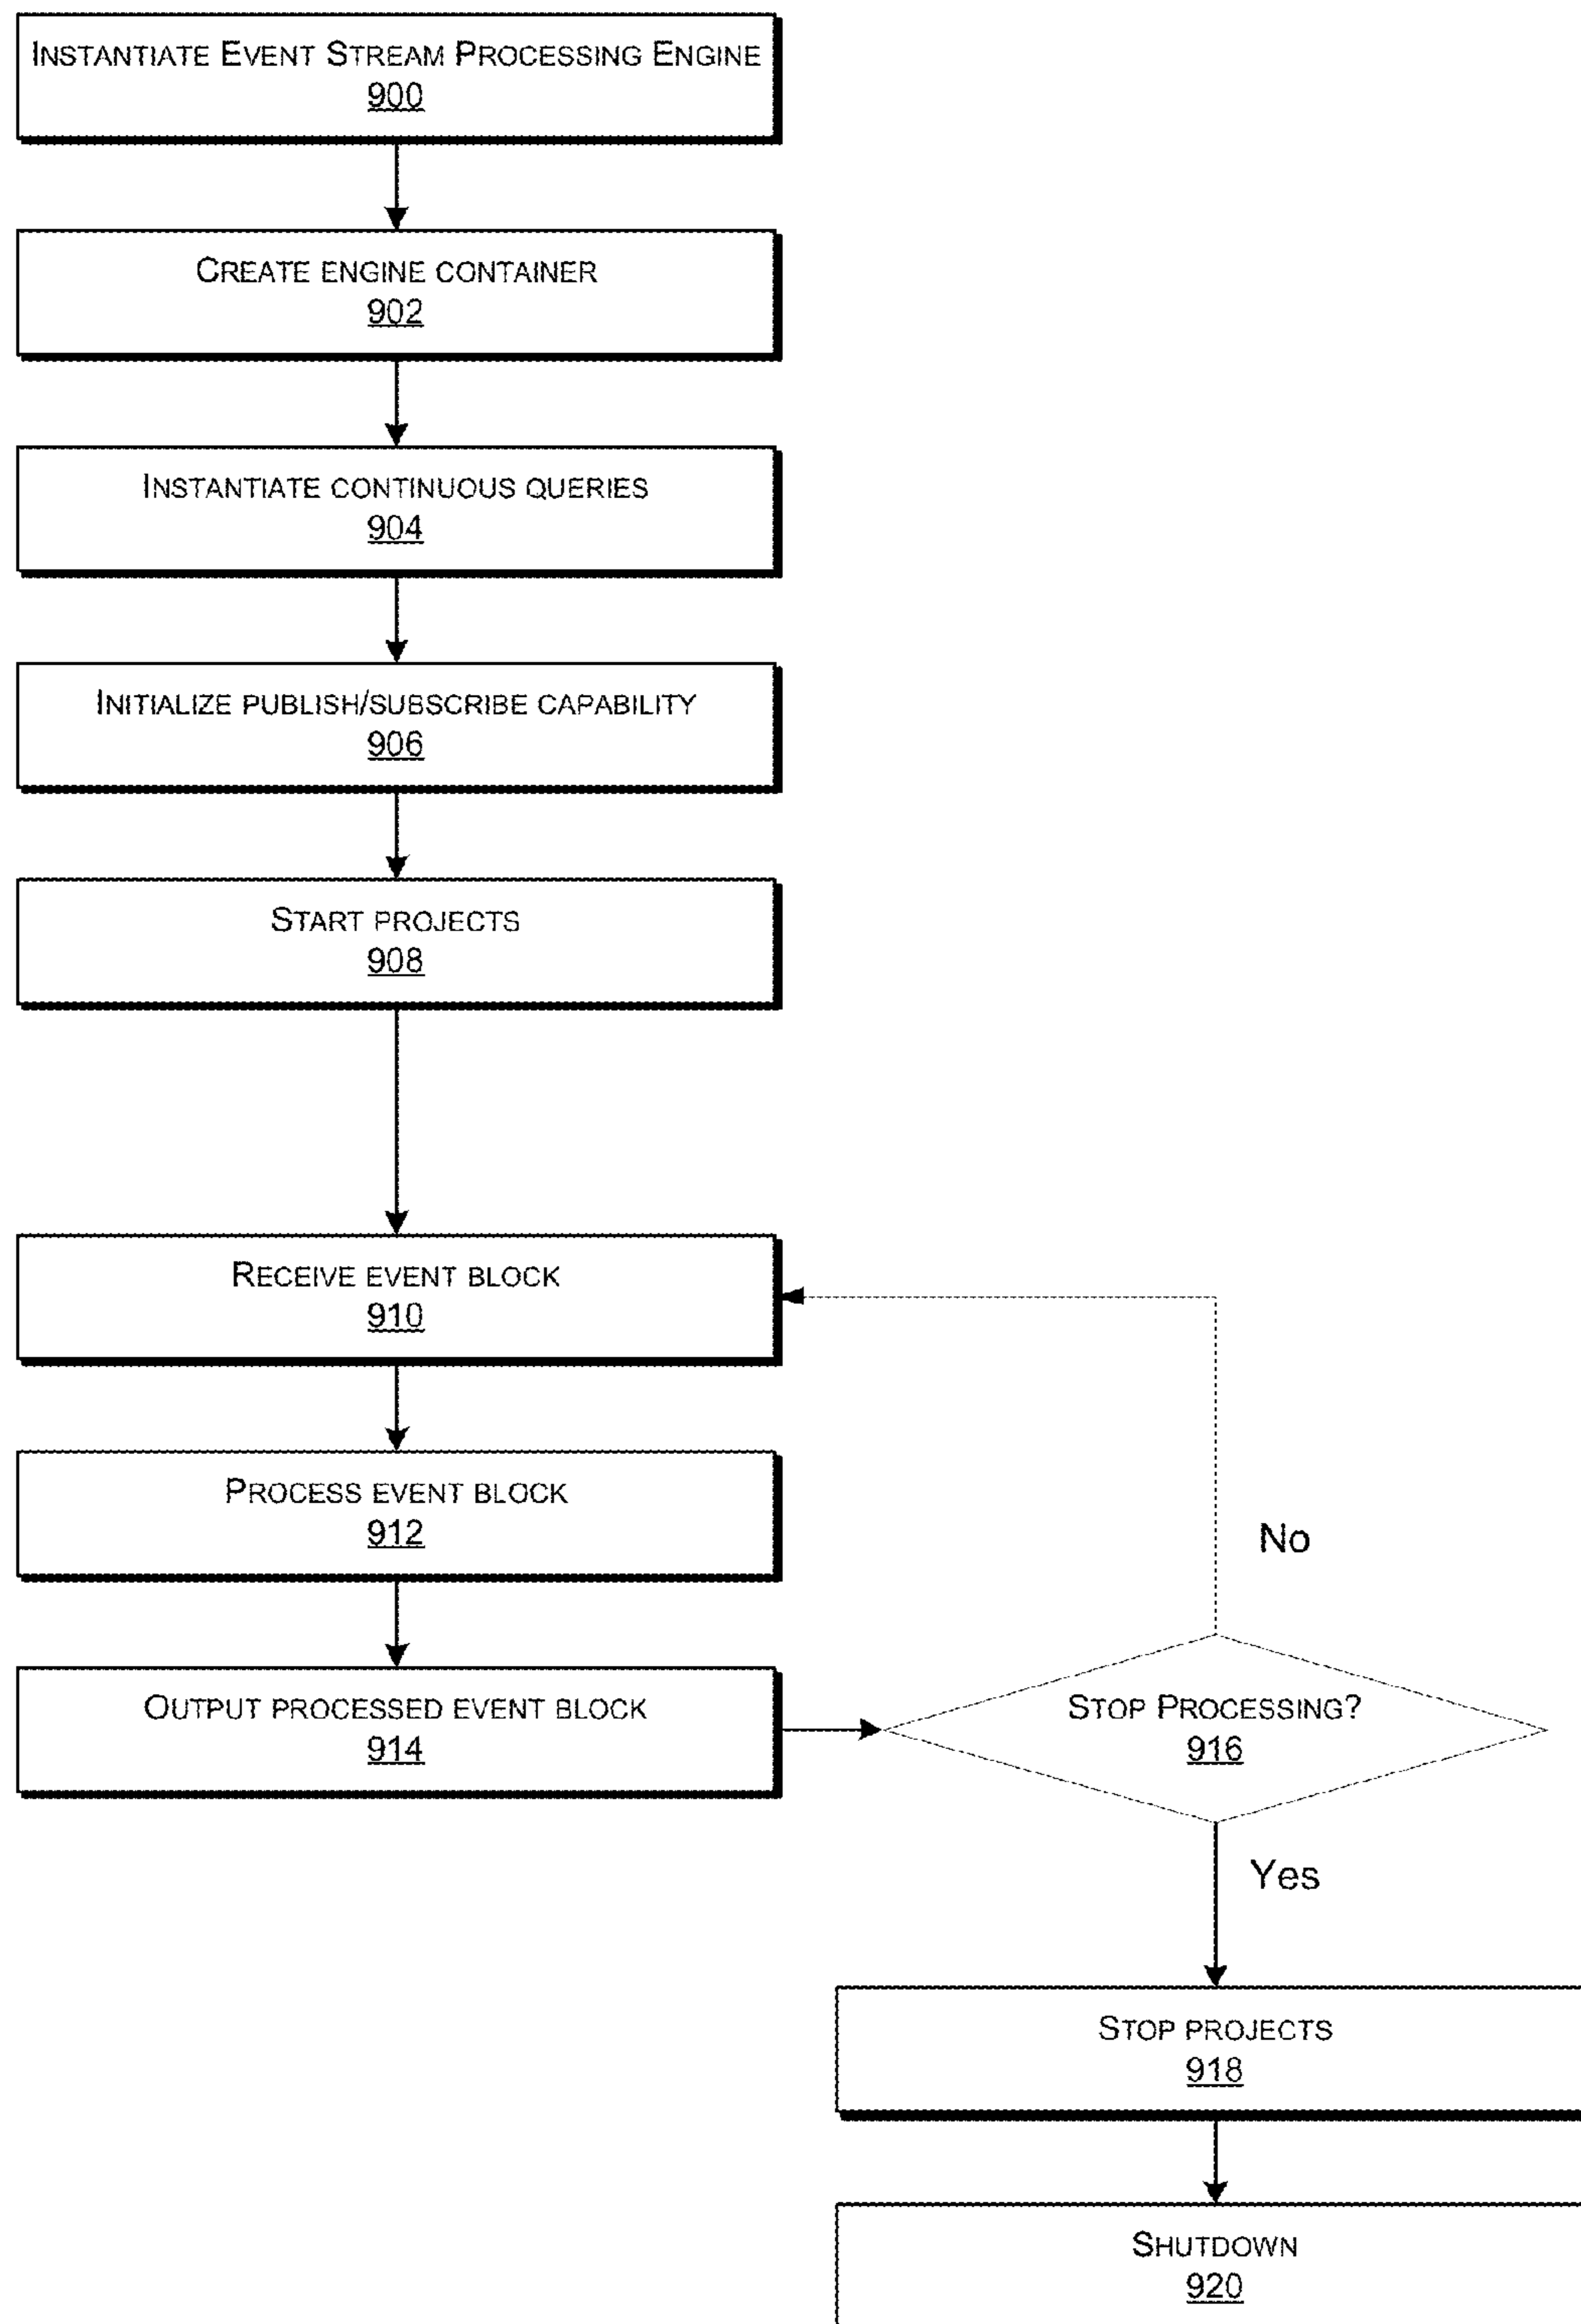 INSTANTIATE EVENT STREAM PROCESSING ENGINE
900
CREATE ENGINE CONTAINER
902
INSTANTIATE CONTINUOUS QUERIES
904
INITIALIZE PUBLISH/SUBSCRIBE CAPABILITY
906
START PROJECTS
908
RECEIVE EVENT BLOCK
910
PROCESS EVENT BLOCK
912
OUTPUT PROCESSED EVENT BLOCK
914
No
STOP PROCESSING?
916
Yes
STOP PROJECTS
918
SHUTDOWN
920